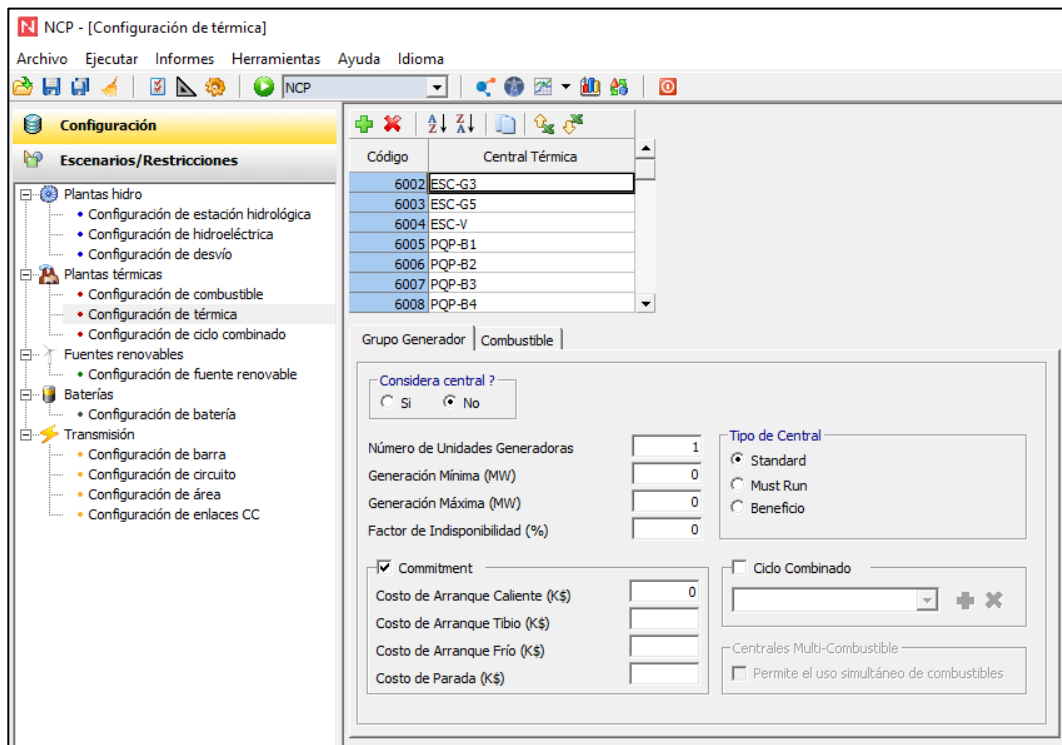 NCP - [Configuración de térmica]
Archivo Ejecutar Informes Herramientas Ayuda Idioma
NCP
Configuración
Escenarios/Restricciones
Plantas hidro
Configuración de estación hidrológica
Configuración de hidroeléctrica
Configuración de desvío
Plantas térmicas
Configuración de combustible
Configuración de térmica
Configuración de ciclo combinado
Fuentes renovables
Configuración de fuente renovable
Baterías
Configuración de batería
Transmisión
Configuración de barra
Configuración de circuito
Configuración de área
Configuración de enlaces CC
Código Central Térmica
6002 ESC-G3
6003 ESC-G5
6004 ESC-V
6005 PQP-B1
6006 PQP-B2
6007 PQP-B3
6008 PQP-B4
Grupo Generador Combustible
Considera central ?
Si No
Número de Unidades Generadoras 1
Generación Mínima (MW) 0
Generación Máxima (MW) 0
Factor de Indisponibilidad (%) 0
Tipo de Central
Standard
Must Run
Beneficio
Commitment
Costo de Arranque Caliente (K$) 0
Costo de Arranque Tibio (K$)
Costo de Arranque Frío (K$)
Costo de Parada (K$)
Ciclo Combinado
Centrales Multi-Combustible
Permite el uso simultáneo de combustibles